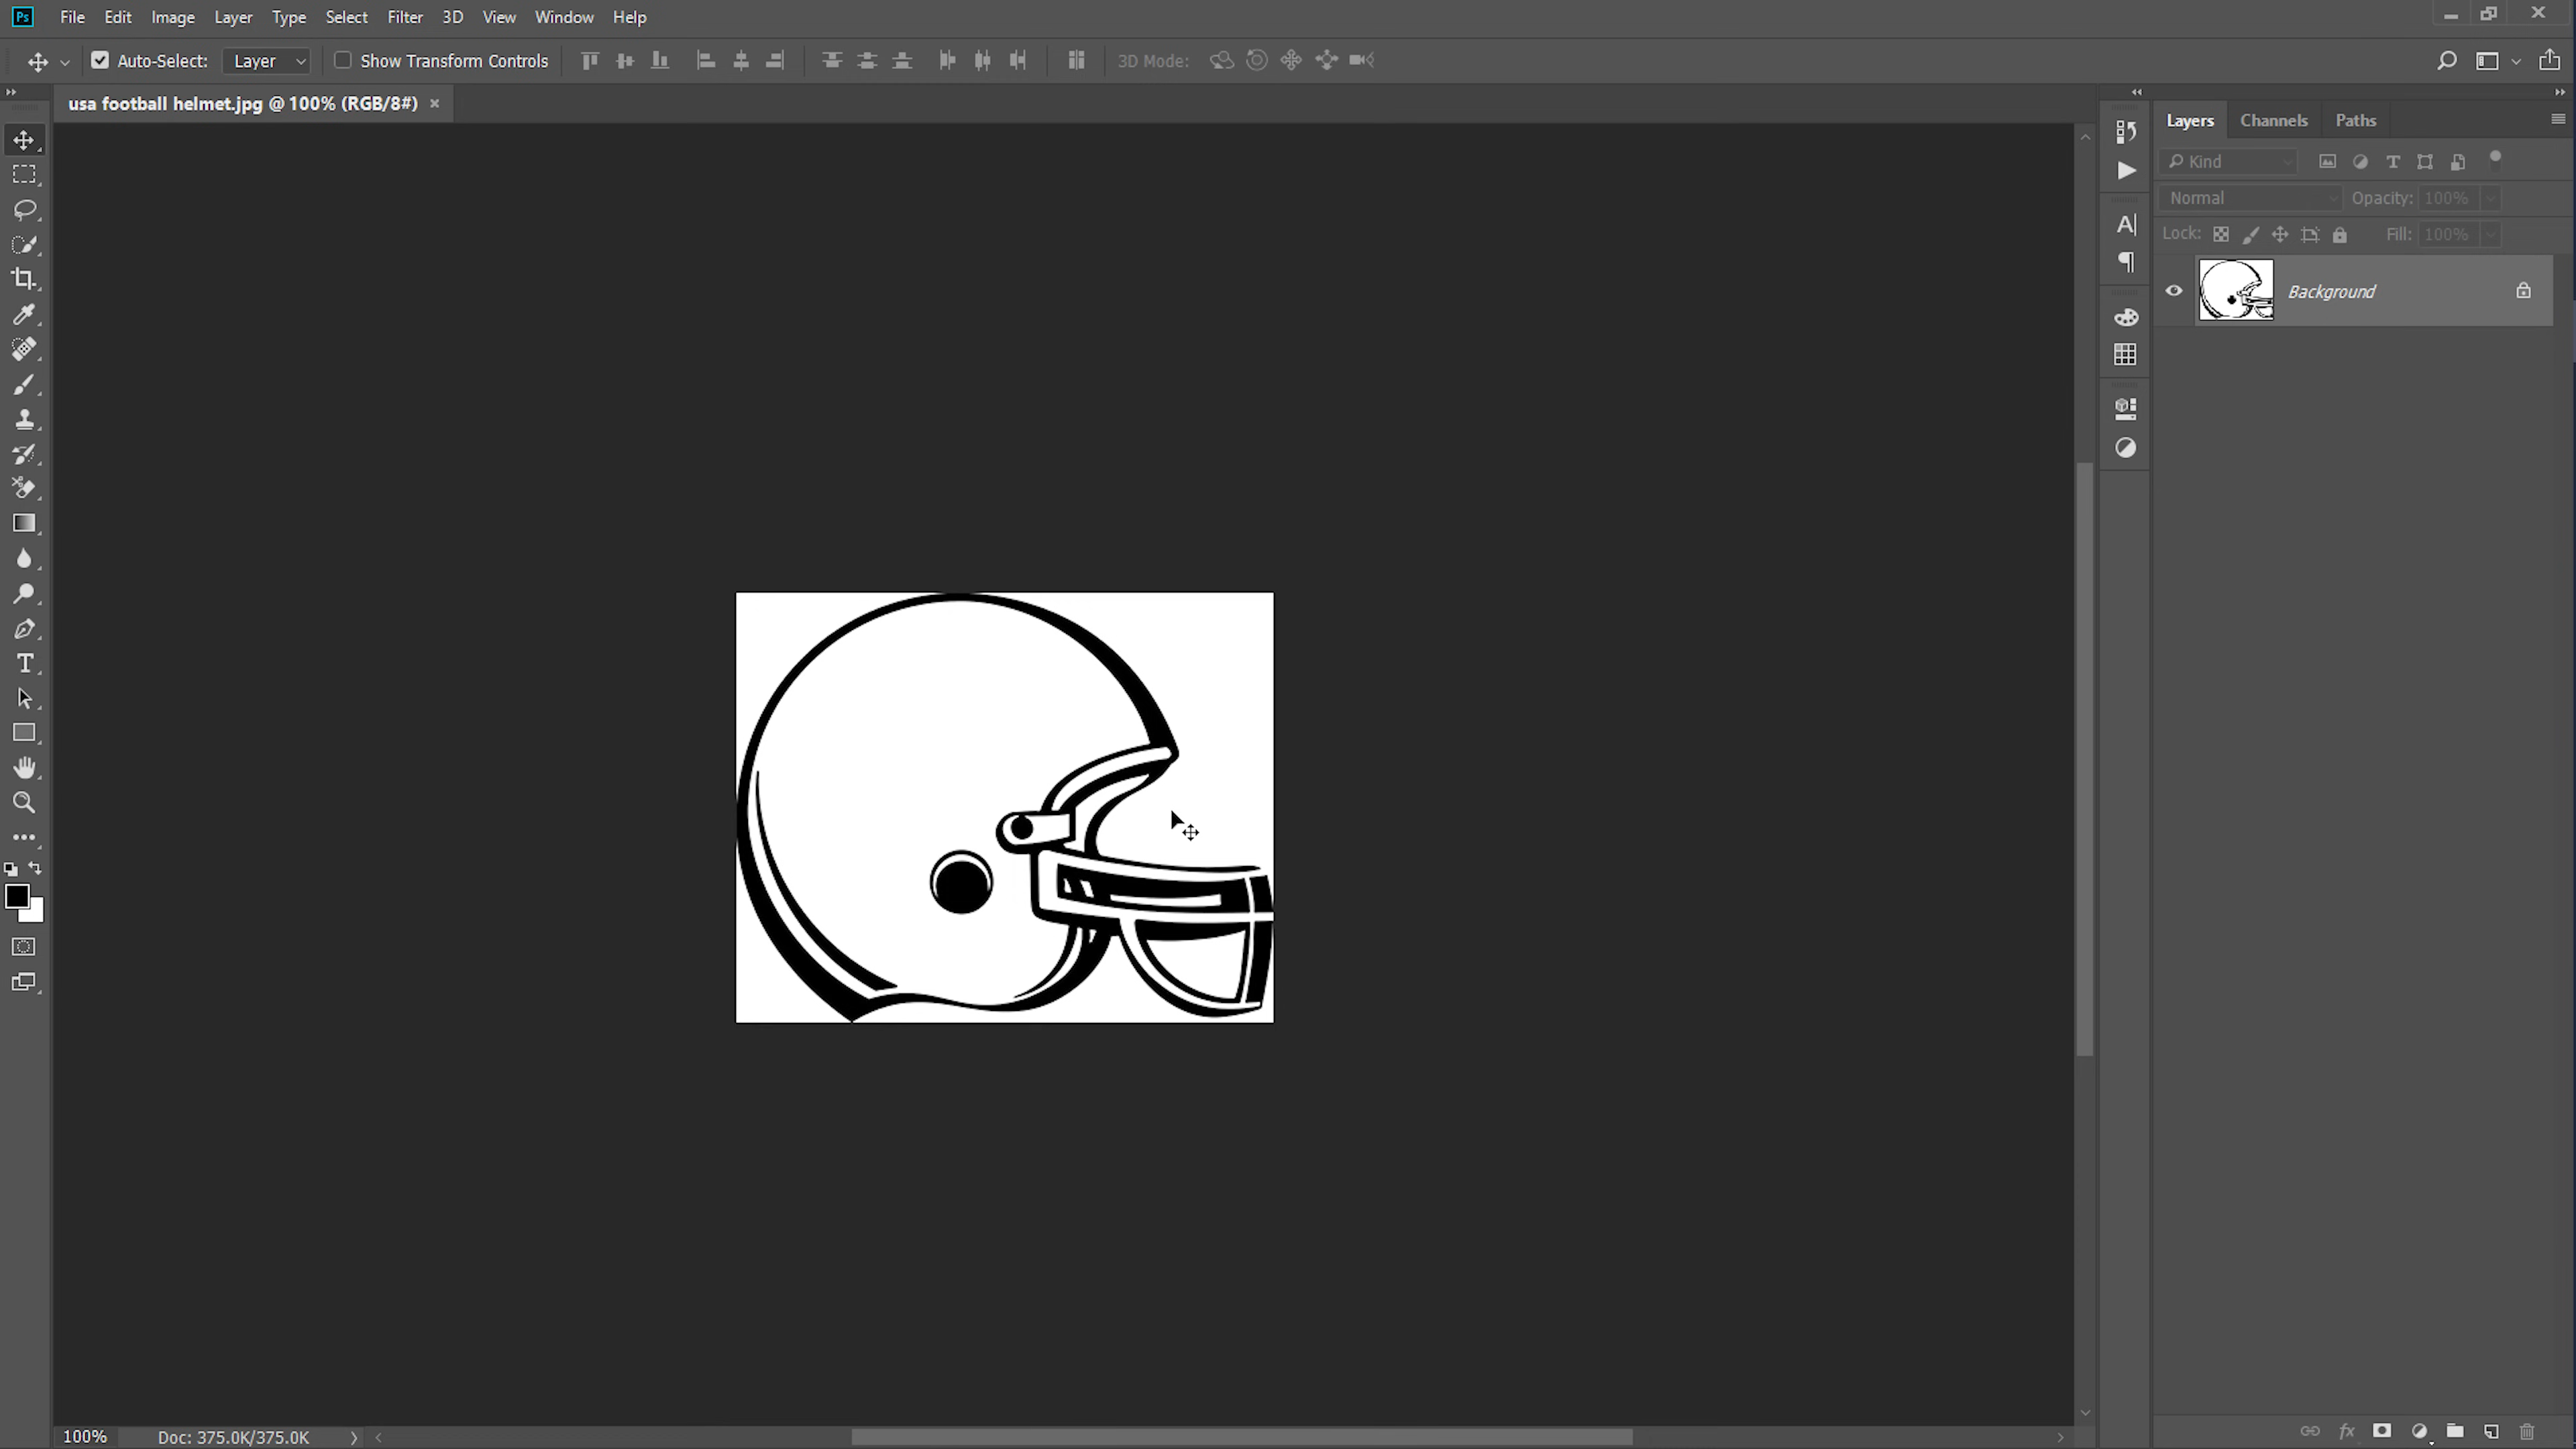 Ps File Edit Image Layer Type Select Filter 3D View Window Help
Auto-Select: Layer Show Transform Controls 3D Mode:
usa football helmet.jpg @ 100% (RGB/8#) ×
Layers Channels Paths
Kind
Normal Opacity: 100%
Lock: Fill: 100%
Background
100% Doc: 375.0K/375.0K